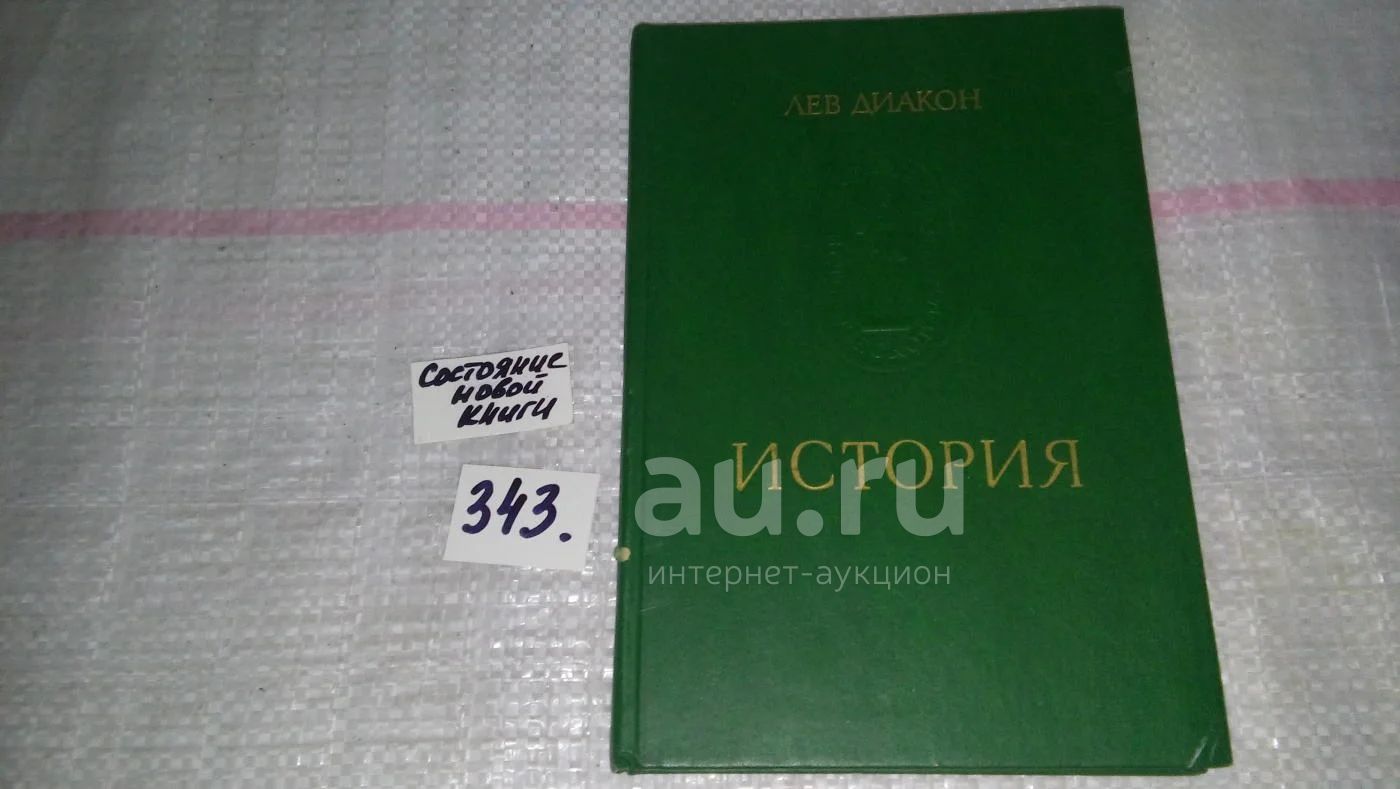 ЛЕВ ДИАКОН
ИСТОРИЯ
Состояние
новой
книги
343.
au.ru
интернет-аукцион